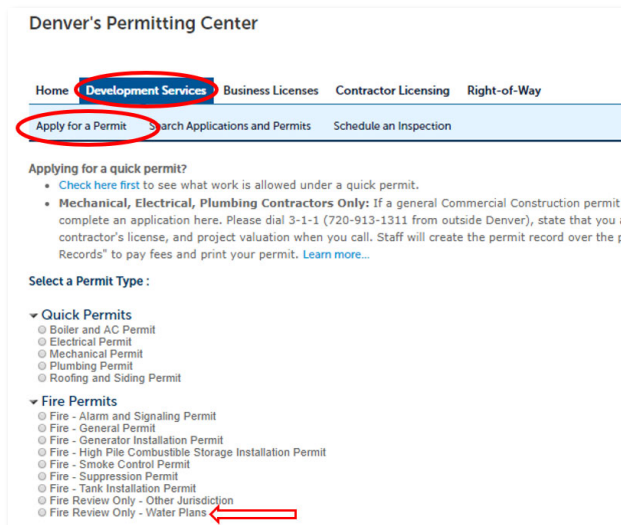 Denver's Permitting Center
Home Development Services Business Licenses Contractor Licensing Right-of-Way
Apply for a Permit Search Applications and Permits Schedule an Inspection
Applying for a quick permit?
• Check here first to see what work is allowed under a quick permit.
• Mechanical, Electrical, Plumbing Contractors Only: If a general Commercial Construction permit
complete an application here. Please dial 3-1-1 (720-913-1311 from outside Denver), state that you
contractor's license, and project valuation when you call. Staff will create the permit record over the
Records" to pay fees and print your permit. Learn more...
Select a Permit Type :
Quick Permits
Boiler and AC Permit
Electrical Permit
Mechanical Permit
Plumbing Permit
Roofing and Siding Permit
Fire Permits
Fire - Alarm and Signaling Permit
Fire - General Permit
Fire - Generator Installation Permit
Fire - High Pile Combustible Storage Installation Permit
Fire - Smoke Control Permit
Fire - Suppression Permit
Fire - Tank Installation Permit
Fire Review Only - Other Jurisdiction
Fire Review Only - Water Plans